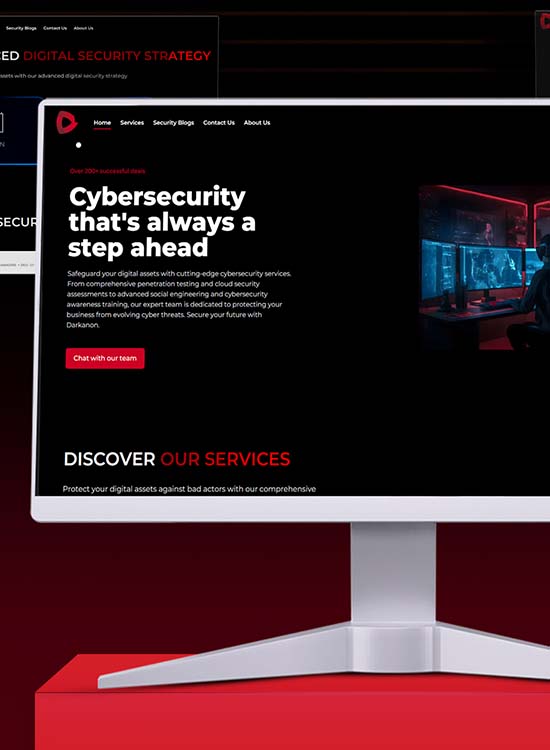 Security Blogs Contact Us About Us
CED DIGITAL SECURITY STRATEGY
assets with our advanced digital security strategy
N
SECUR
Home Services Security Blogs Contact Us About Us
Over 200+ successful deals
Cybersecurity
that's always a
step ahead
Safeguard your digital assets with cutting-edge cybersecurity services.
From comprehensive penetration testing and cloud security
assessments to advanced social engineering and cybersecurity
awareness training, our expert team is dedicated to protecting your
business from evolving cyber threats. Secure your future with
Darkanon.
Chat with our team
DISCOVER OUR SERVICES
Protect your digital assets against bad actors with our comprehensive